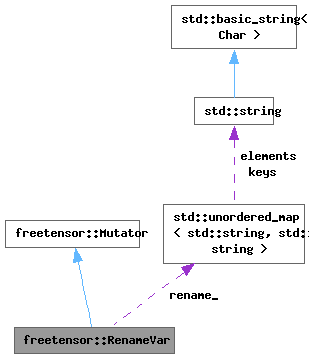 std::basic_string<
Char >
std::string
elements
keys
std::unordered_map
< std::string, std::
string >
freetensor::Mutator
rename_
freetensor::RenameVar